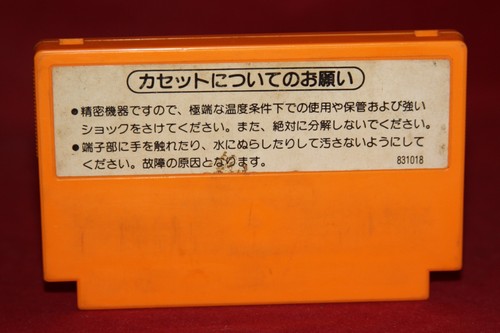 カセットについてのお願い
●精密機器ですので、極端な温度条件下での使用や保管および強い
ショックをさけてください。また、絶対に分解しないでください。
●端子部に手を触れたり、水にぬらしたりして汚さないようにして
ください。故障の原因となります。
831018